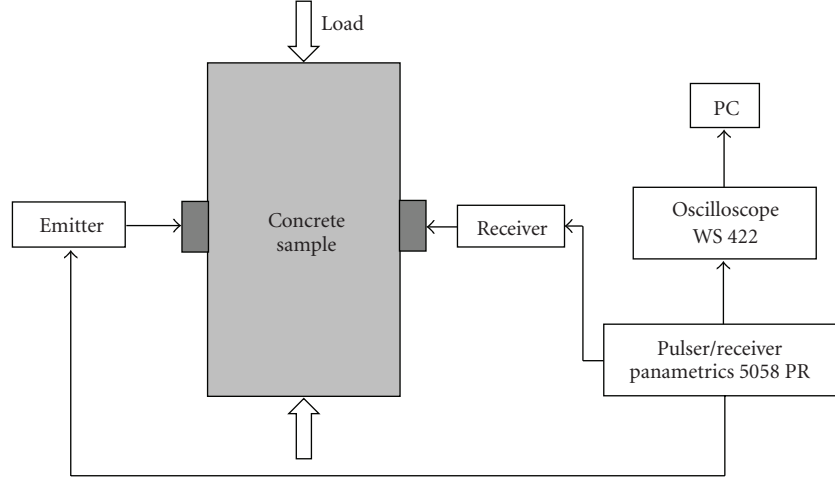 Load
PC
Emitter
Concrete
sample
Receiver
Oscilloscope
WS 422
Pulser/receiver
panametrics 5058 PR